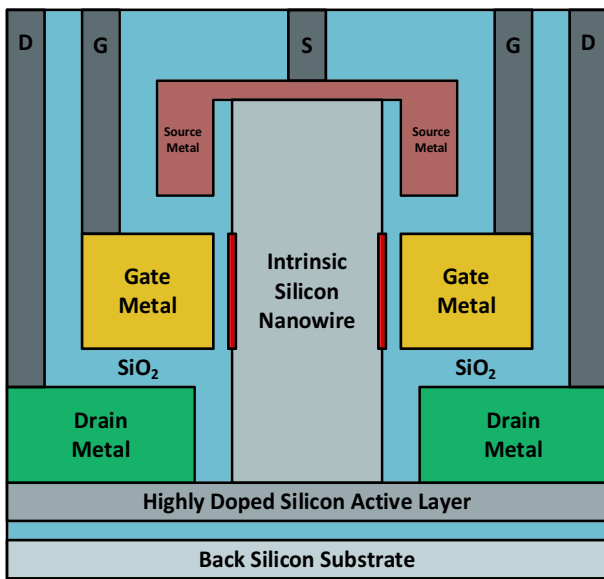 D G S G D
Source
Metal
Source
Metal
Gate
Metal
Intrinsic
Silicon
Nanowire
Gate
Metal
SiO₂
SiO₂
Drain
Metal
Drain
Metal
Highly Doped Silicon Active Layer
Back Silicon Substrate